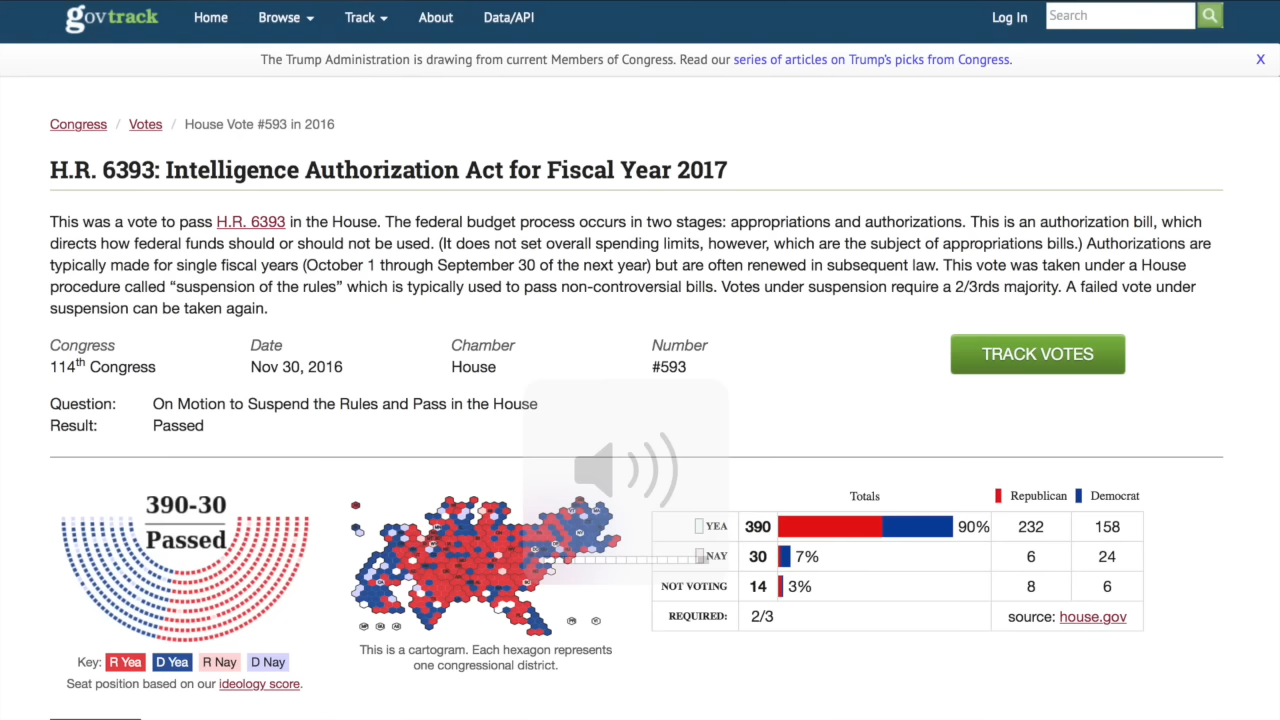 govtrack Home Browse Track About Data/API Log In Search
The Trump Administration is drawing from current Members of Congress. Read our series of articles on Trump's picks from Congress. X
Congress / Votes / House Vote #593 in 2016
H.R. 6393: Intelligence Authorization Act for Fiscal Year 2017
This was a vote to pass H.R. 6393 in the House. The federal budget process occurs in two stages: appropriations and authorizations. This is an authorization bill, which
directs how federal funds should or should not be used. (It does not set overall spending limits, however, which are the subject of appropriations bills.) Authorizations are
typically made for single fiscal years (October 1 through September 30 of the next year) but are often renewed in subsequent law. This vote was taken under a House
procedure called “suspension of the rules” which is typically used to pass non-controversial bills. Votes under suspension require a 2/3rds majority. A failed vote under
suspension can be taken again.
Congress Date Chamber Number
114th Congress Nov 30, 2016 House #593
TRACK VOTES
Question: On Motion to Suspend the Rules and Pass in the House
Result: Passed
390-30
Passed
Key: R Yea D Yea R Nay D Nay
Seat position based on our ideology score.
This is a cartogram. Each hexagon represents
one congressional district.
Totals Republican Democrat
YEA 390 90% 232 158
NAY 30 7% 6 24
NOT VOTING 14 3% 8 6
REQUIRED: 2/3 source: house.gov